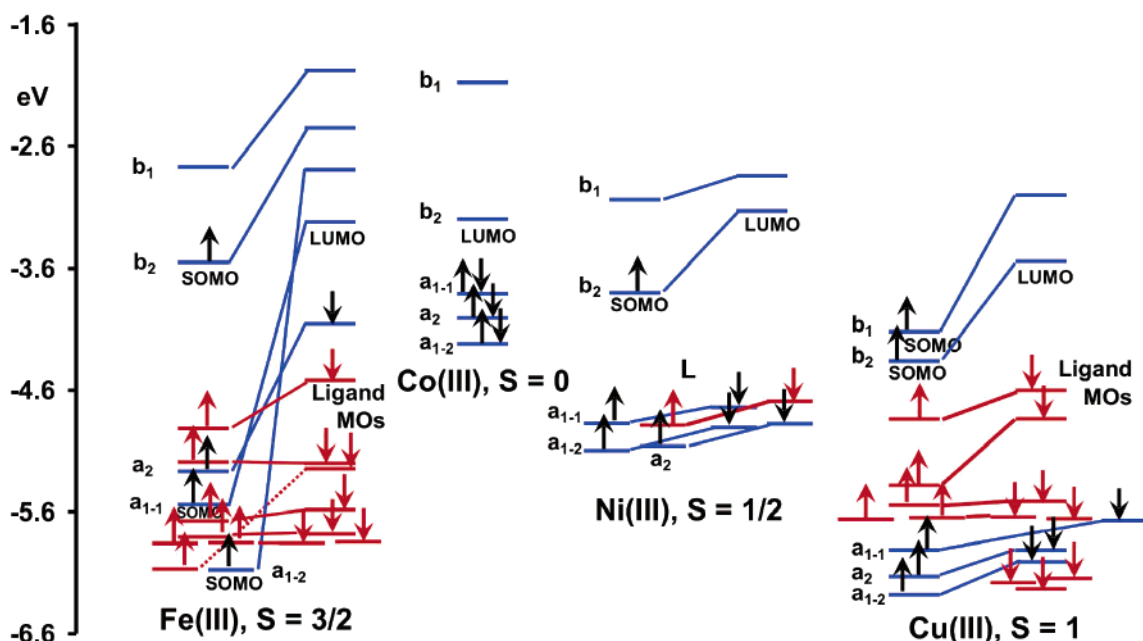 -1.6
eV
-2.6
-3.6
-4.6
-5.6
-6.6
b1
b2
SOMO
LUMO
Ligand
MOs
a2
a1-1
SOMO
SOMO
a1-2
Fe(III), S = 3/2
b1
b2
LUMO
a1-1
a2
a1-2
Co(III), S = 0
b1
b2
SOMO
LUMO
L
a1-1
a1-2
a2
Ni(III), S = 1/2
b1
SOMO
b2
SOMO
LUMO
Ligand
MOs
a1-1
a2
a1-2
Cu(III), S = 1